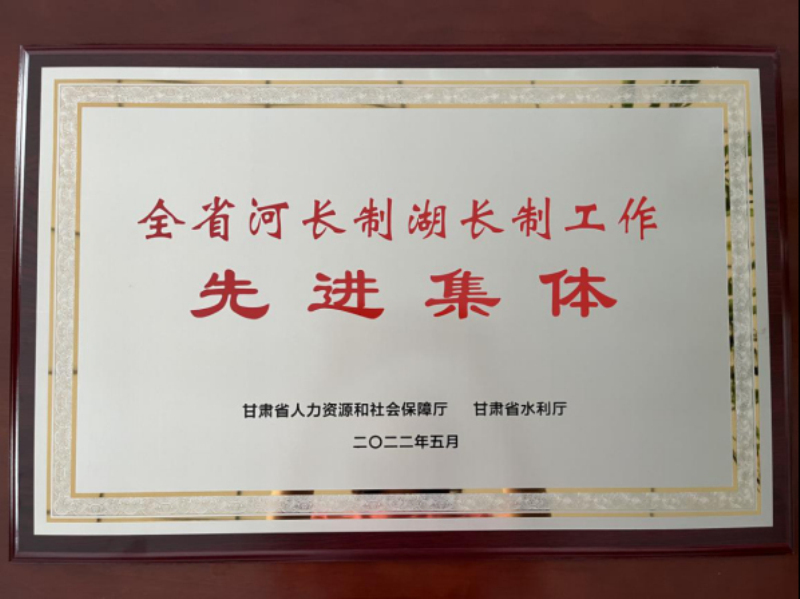 全省河长制湖长制工作
先进集体
甘肃省人力资源和社会保障厅 甘肃省水利厅
二〇二二年五月